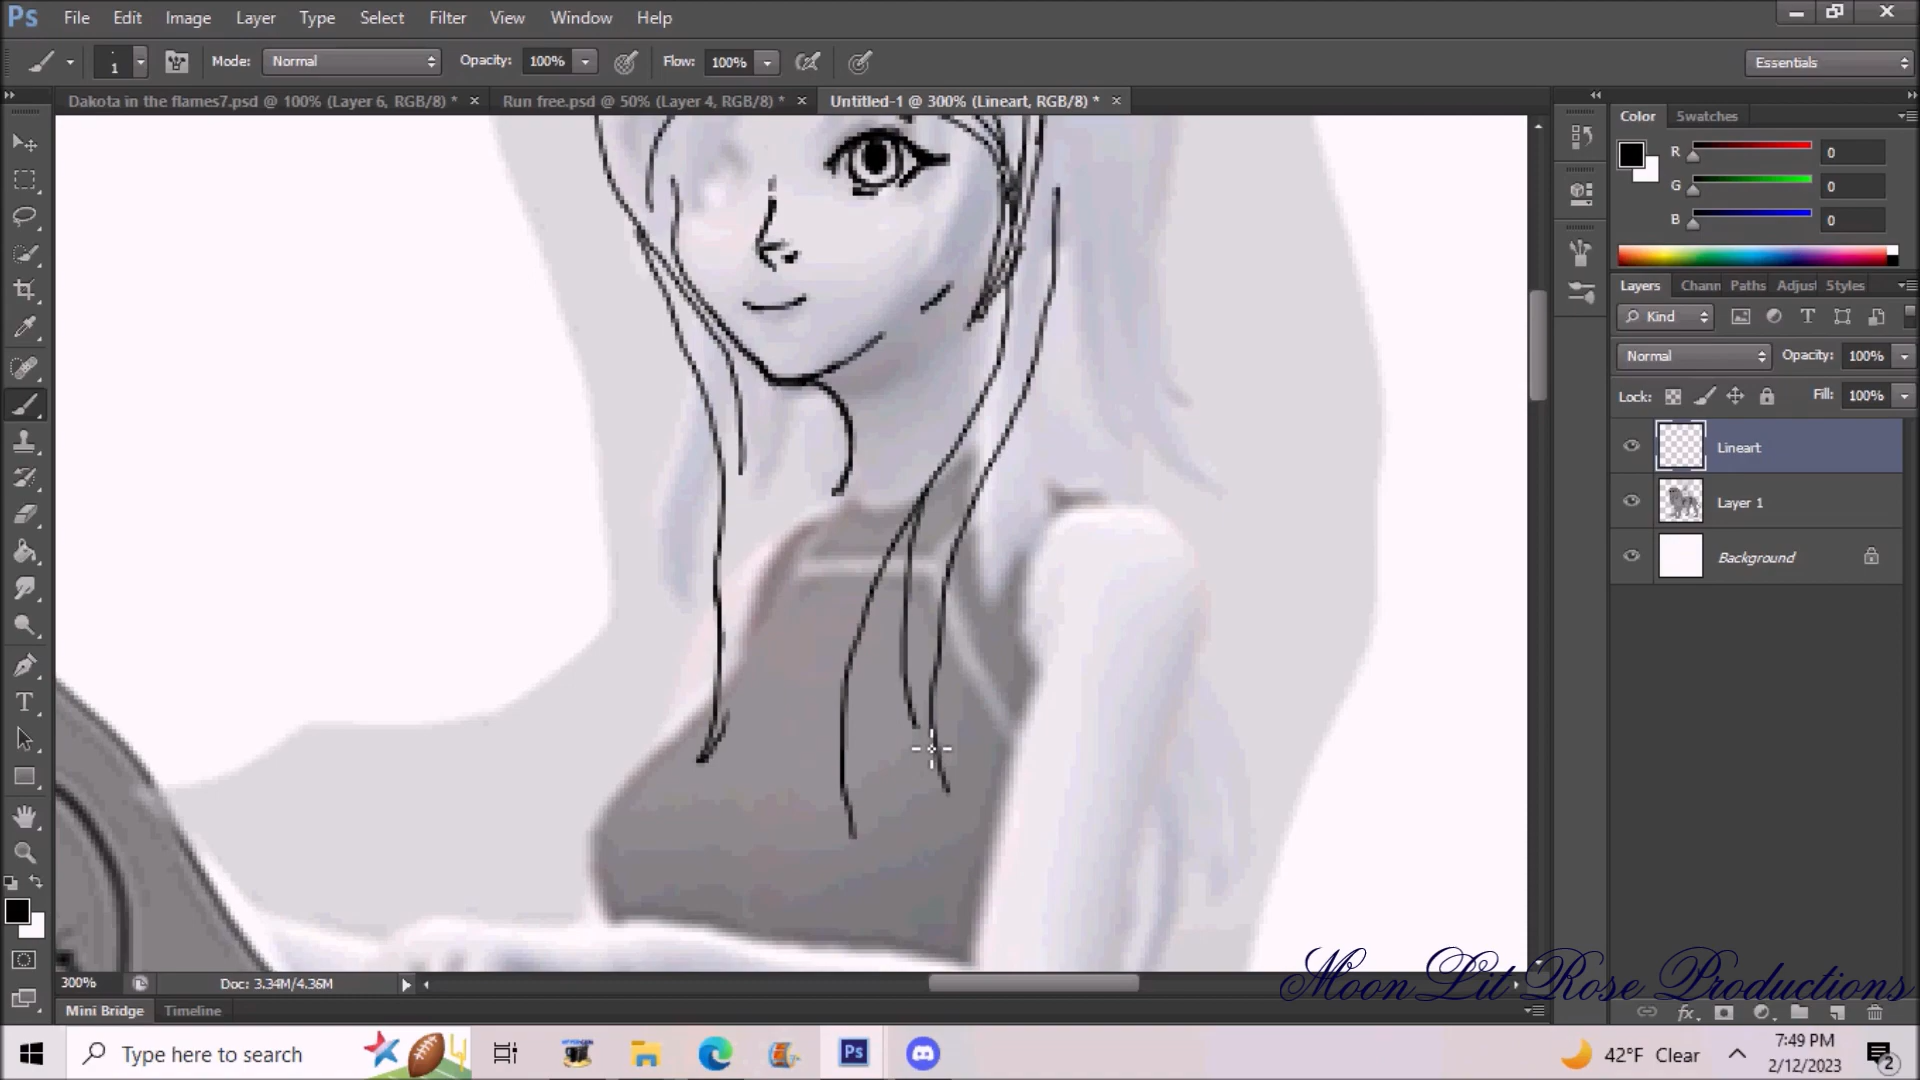 Ps File Edit Image Layer Type Select Filter View Window Help
1 Mode: Normal Opacity: 100% Flow: 100% Essentials
Dakota in the flames7.psd @ 100% (Layer 6, RGB/8) * × Run free.psd @ 50% (Layer 4, RGB/8) * × Untitled-1 @ 300% (Lineart, RGB/8) * ×
Color Swatches
R 0
G 0
B 0
Layers Chann Paths Adjus Styles
Kind
Normal Opacity: 100%
Lock: Fill: 100%
Lineart
Layer 1
Background
300% Doc: 3.34M/4.36M
MoonLit Rose Productions
Mini Bridge Timeline
Type here to search Ps 42°F Clear 7:49 PM
2/12/2023 2